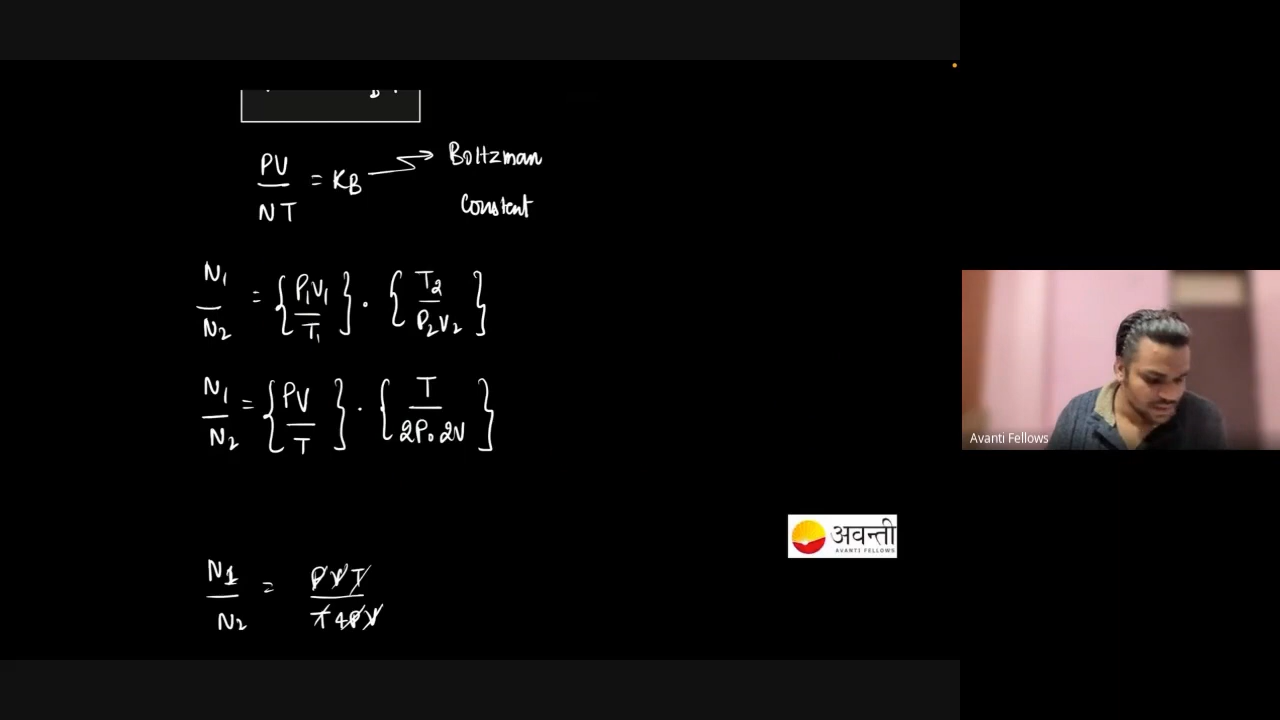 PV/NT = KB → Boltzman
Constent
N1/N2 = {P1V1/T1} · {T2/P2V2}
N1/N2 = {PV/T} · {T/2P·2V}
Avanti Fellows
अवन्ती
AVANTI FELLOWS
N1/N2 = PVT/T4PV